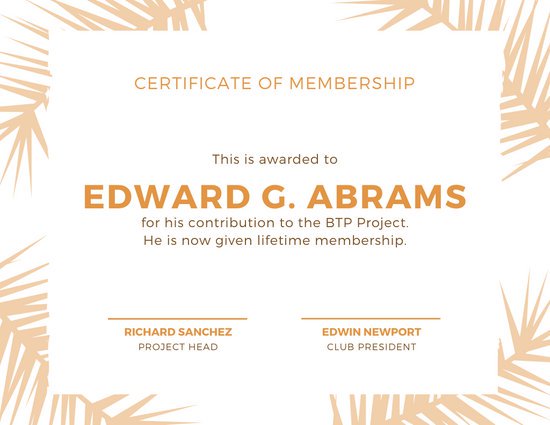 CERTIFICATE OF MEMBERSHIP
This is awarded to
EDWARD G. ABRAMS
for his contribution to the BTP Project.
He is now given lifetime membership.
RICHARD SANCHEZ
PROJECT HEAD
EDWIN NEWPORT
CLUB PRESIDENT